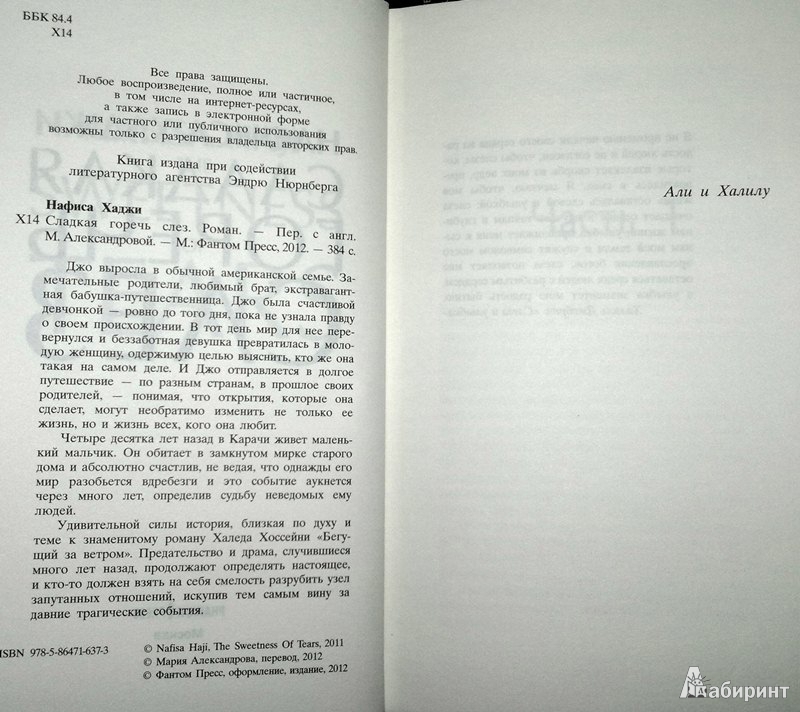 ББК 84.4
Х14
Все права защищены.
Любое воспроизведение, полное или частичное,
в том числе на интернет-ресурсах,
а также запись в электронной форме
для частного или публичного использования
возможны только с разрешения владельца авторских прав.
Книга издана при содействии
литературного агентства Эндрю Нюрнберга
Нафиса Хаджи
Х14 Сладкая горечь слез. Роман. — Пер. с англ.
М. Александровой. — М.: Фантом Пресс, 2012. — 384 с.
Джо выросла в обычной американской семье. За-
мечательные родители, любимый брат, экстравагант-
ная бабушка-путешественница. Джо была счастливой
девчонкой — ровно до того дня, пока не узнала правду
о своем происхождении. В тот день мир для нее пере-
вернулся и беззаботная девушка превратилась в моло-
дую женщину, одержимую целью выяснить, кто же она
такая на самом деле. И Джо отправляется в долгое
путешествие — по разным странам, в прошлое своих
родителей, — понимая, что открытия, которые она
сделает, могут необратимо изменить не только ее
жизнь, но и жизнь всех, кого она любит.
Четыре десятка лет назад в Карачи живет малень-
кий мальчик. Он обитает в замкнутом мирке старого
дома и абсолютно счастлив, не ведая, что однажды его
мир разобьется вдребезги и это событие аукнется
через много лет, определив судьбу неведомых ему
людей.
Удивительной силы история, близкая по духу и
теме к знаменитому роману Халеда Хоссейни «Бегу-
щий за ветром». Предательство и драма, случившиеся
много лет назад, продолжают определять настоящее,
и кто-то должен взять на себя смелость разрубить узел
запутанных отношений, искупив тем самым вину за
давние трагические события.
ISBN 978-5-86471-637-3
© Nafisa Haji, The Sweetness Of Tears, 2011
© Мария Александрова, перевод, 2012
© Фантом Пресс, оформление, издание, 2012
Али и Халилу
Лабиринт